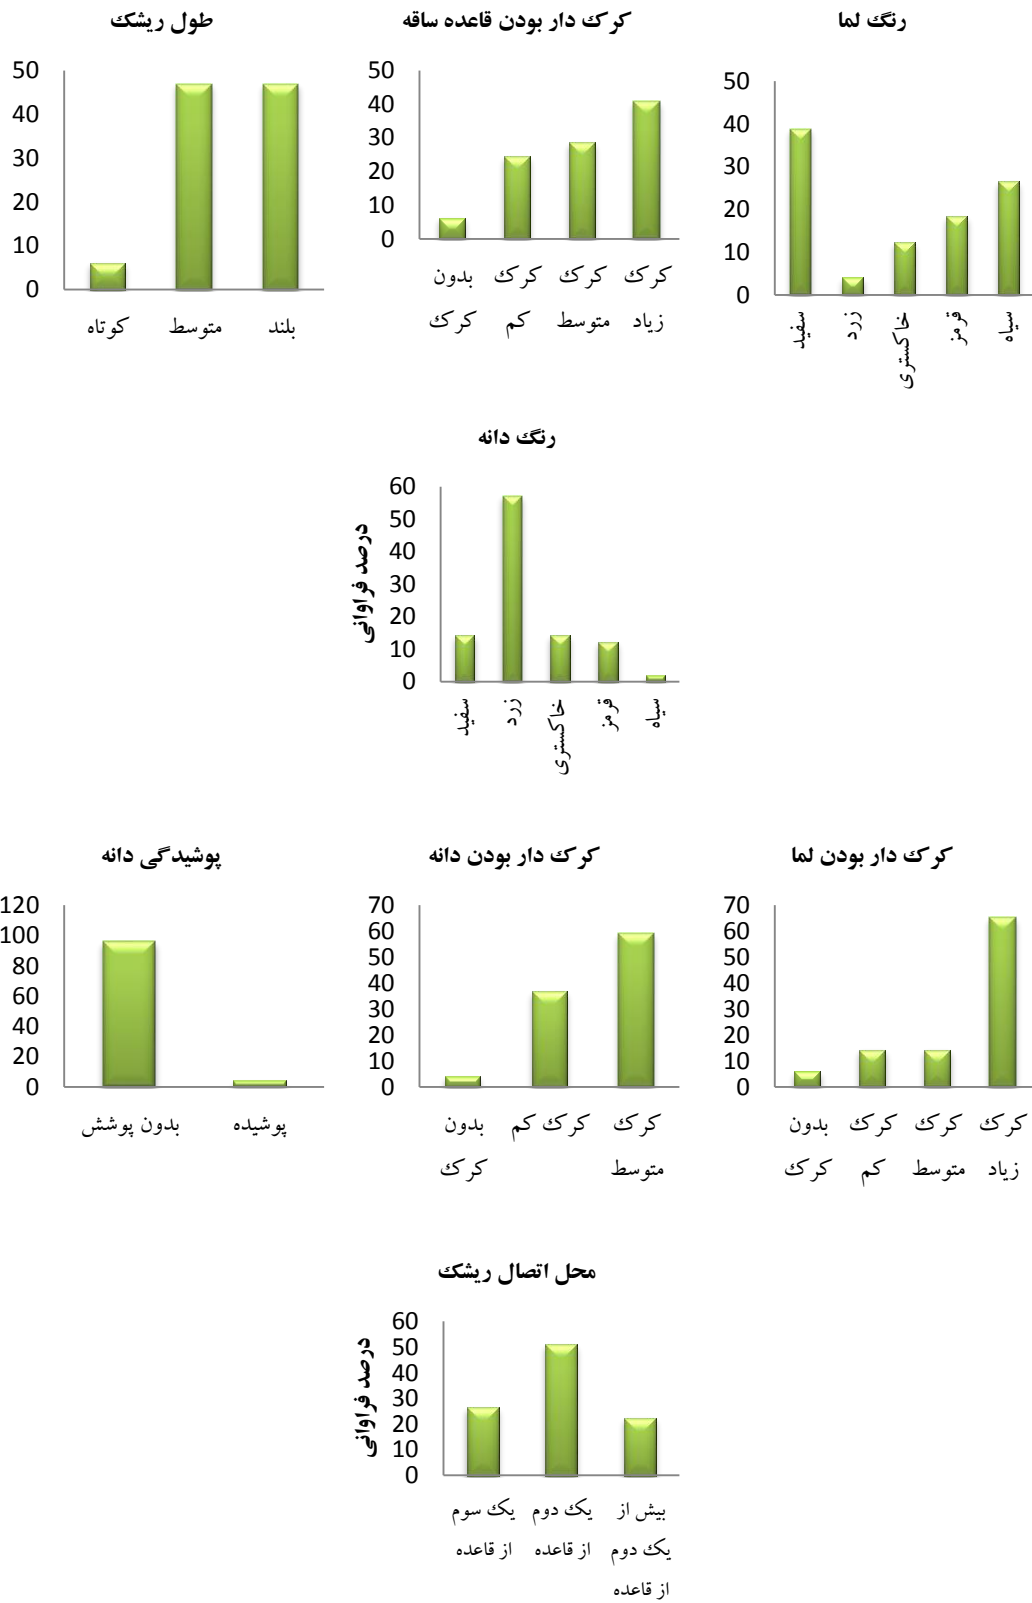 طول ریشک
50
40
30
20
10
0
کوتاه
متوسط
بلند
کرک دار بودن قاعده ساقه
50
40
30
20
10
0
بدون
کرک
کرک
کم
کرک
متوسط
کرک
زیاد
رنگ لما
50
40
30
20
10
0
سفید
زرد
خاکستری
قرمز
سیاه
رنگ دانه
درصد فراوانی
60
50
40
30
20
10
0
سفید
زرد
خاکستری
قرمز
سیاه
پوشیدگی دانه
120
100
80
60
40
20
0
بدون پوشش
پوشیده
کرک دار بودن دانه
70
60
50
40
30
20
10
0
بدون
کرک
کرک کم
کرک
متوسط
کرک دار بودن لما
70
60
50
40
30
20
10
0
بدون
کرک
کرک
کم
کرک
متوسط
کرک
زیاد
محل اتصال ریشک
درصد فراوانی
60
50
40
30
20
10
0
یک سوم
از قاعده
یک دوم
از قاعده
بیش از
یک دوم
از قاعده